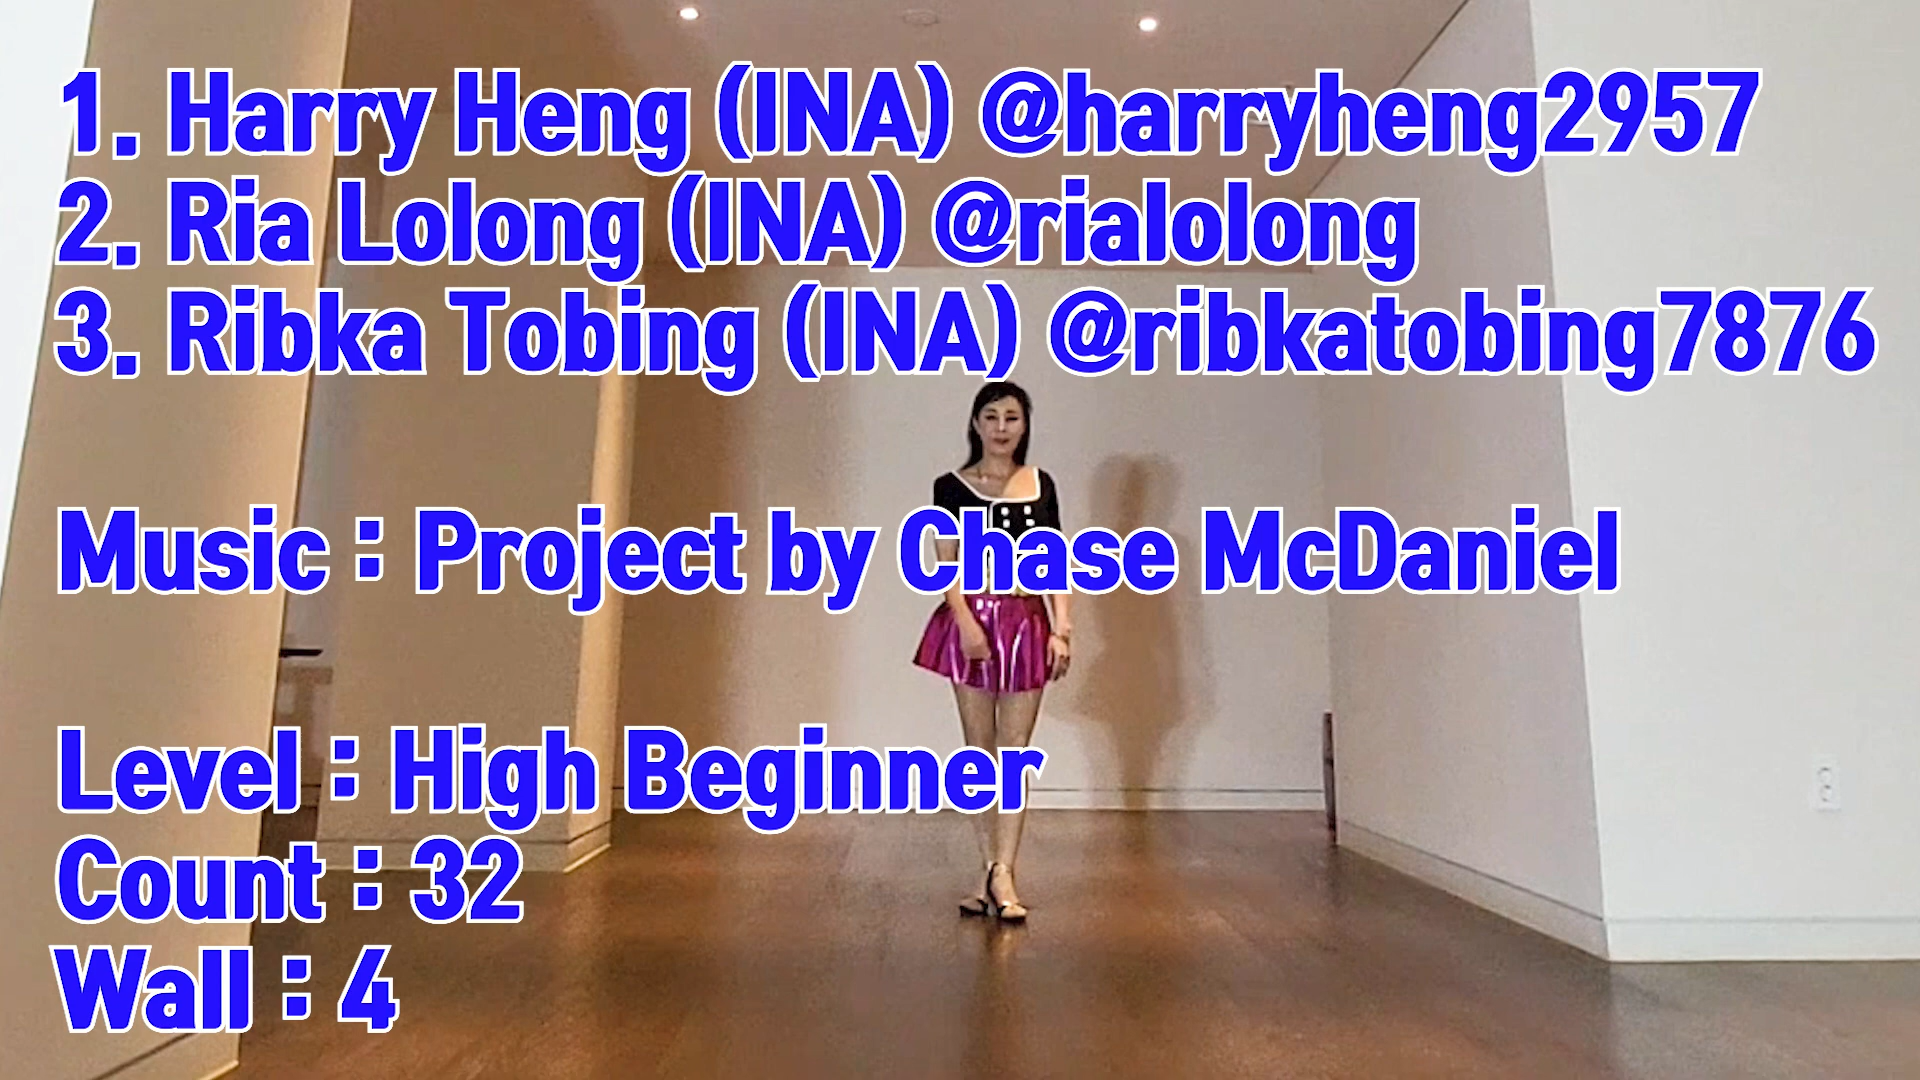 1. Harry Heng (INA) @harryheng2957
2. Ria Lolong (INA) @rialolong
3. Ribka Tobing (INA) @ribkatobing7876
Music : Project by Chase McDaniel
Level : High Beginner
Count : 32
Wall : 4